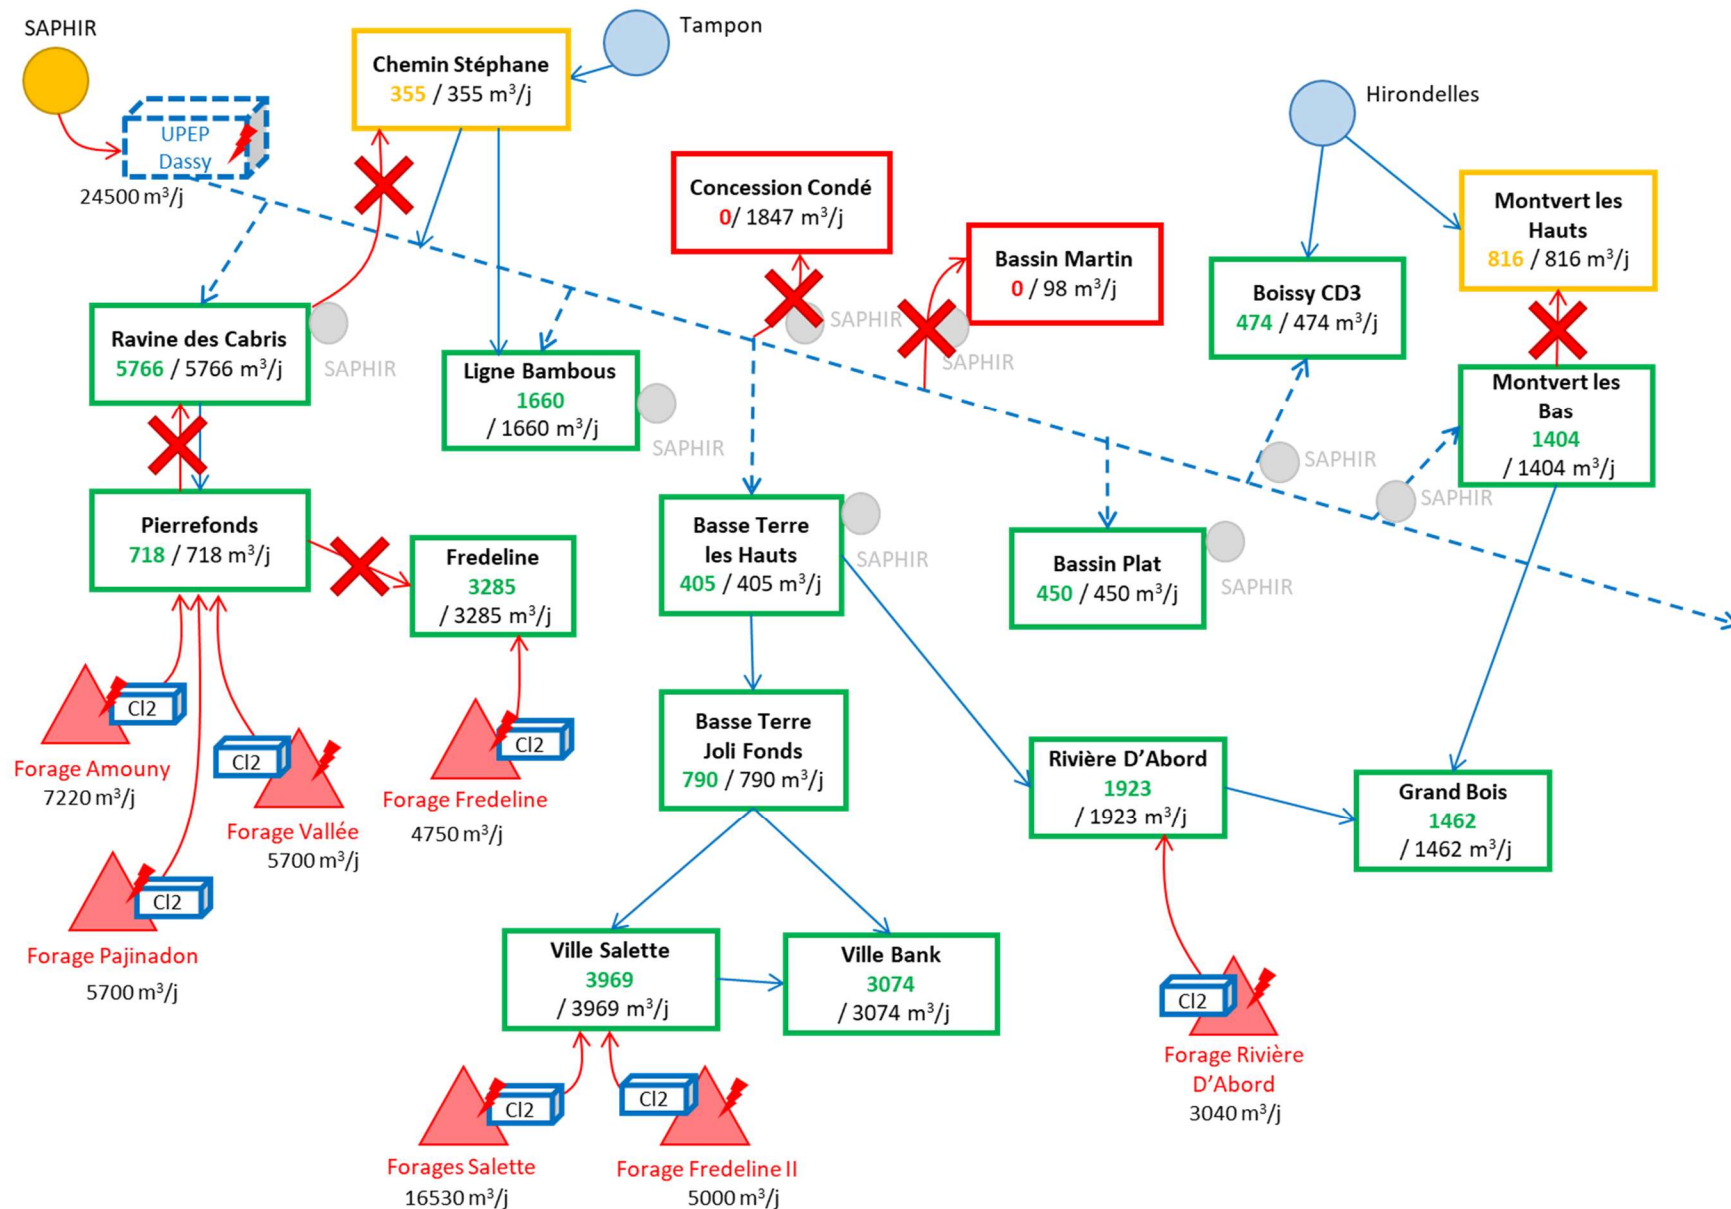 SAPHIR
UPEP
Dassy
24500 m³/j
Chemin Stéphane
355 / 355 m³/j
Tampon
Concession Condé
0/ 1847 m³/j
SAPHIR
Bassin Martin
0 / 98 m³/j
SAPHIR
Hirondelles
Montvert les
Hauts
816 / 816 m³/j
Boissy CD3
474 / 474 m³/j
SAPHIR
Ravine des Cabris
5766 / 5766 m³/j
SAPHIR
Ligne Bambous
1660
/ 1660 m³/j
SAPHIR
Montvert les
Bas
1404
/ 1404 m³/j
SAPHIR
Pierrefonds
718 / 718 m³/j
Fredeline
3285
/ 3285 m³/j
Basse Terre
les Hauts
405 / 405 m³/j
SAPHIR
Bassin Plat
450 / 450 m³/j
SAPHIR
Cl2
Forage Amouny
7220 m³/j
Cl2
Forage Vallée
5700 m³/j
Cl2
Forage Pajinadon
5700 m³/j
Cl2
Forage Fredeline
4750 m³/j
Basse Terre
Joli Fonds
790 / 790 m³/j
Rivière D’Abord
1923
/ 1923 m³/j
Grand Bois
1462
/ 1462 m³/j
Ville Salette
3969
/ 3969 m³/j
Ville Bank
3074
/ 3074 m³/j
Cl2
Forage Rivière
D’Abord
3040 m³/j
Cl2
Forages Salette
16530 m³/j
Cl2
Forage Fredeline II
5000 m³/j